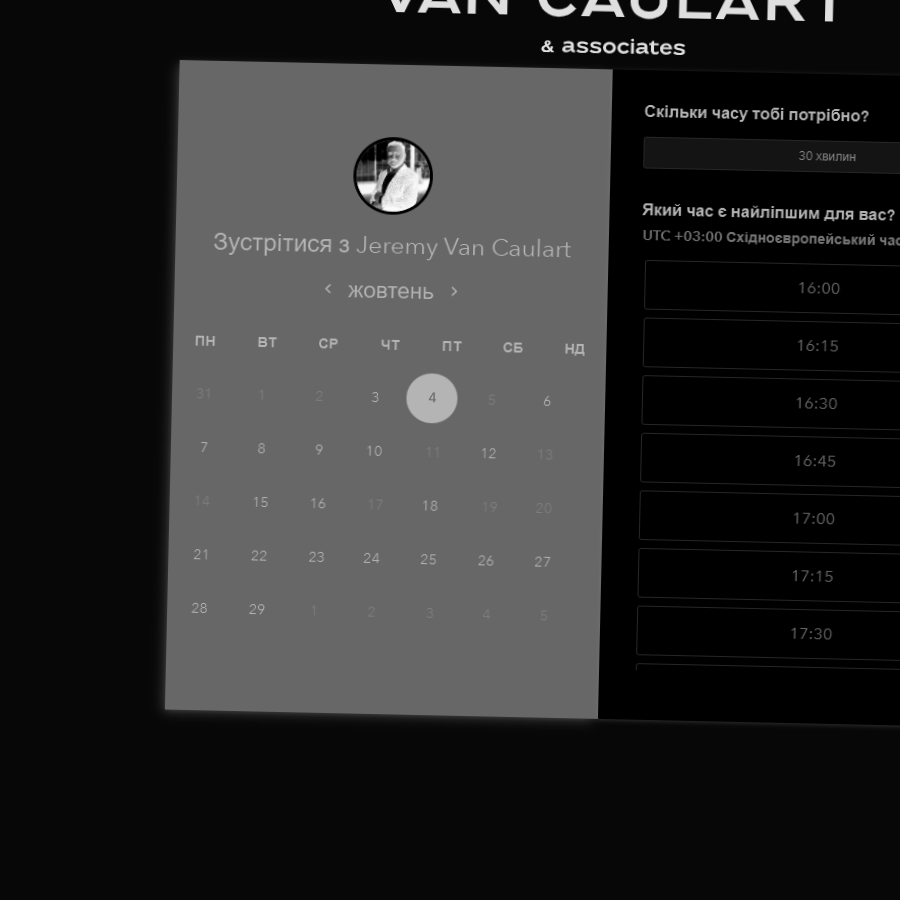 VAN CAULART
& associates
Зустрітися з Jeremy Van Caulart
‹ жовтень ›
ПН ВТ СР ЧТ ПТ СБ НД
31 1 2 3 4 5 6
7 8 9 10 11 12 13
14 15 16 17 18 19 20
21 22 23 24 25 26 27
28 29 1 2 3 4 5
Скільки часу тобі потрібно?
30 хвилин
Який час є найліпшим для вас?
UTC +03:00 Східноєвропейський час
16:00
16:15
16:30
16:45
17:00
17:15
17:30